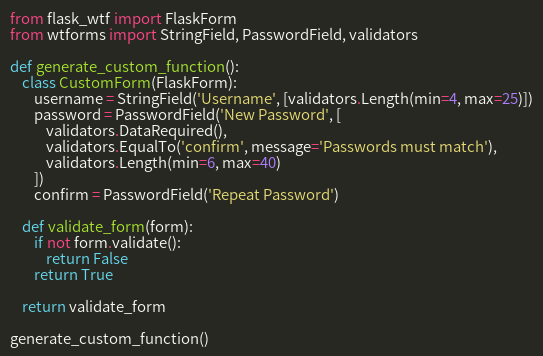 from flask_wtf import FlaskForm
from wtforms import StringField, PasswordField, validators

def generate_custom_function():
    class CustomForm(FlaskForm):
        username = StringField('Username', [validators.Length(min=4, max=25)])
        password = PasswordField('New Password', [
            validators.DataRequired(),
            validators.EqualTo('confirm', message='Passwords must match'),
            validators.Length(min=6, max=40)
        ])
        confirm = PasswordField('Repeat Password')

    def validate_form(form):
        if not form.validate():
            return False
        return True

    return validate_form

generate_custom_function()